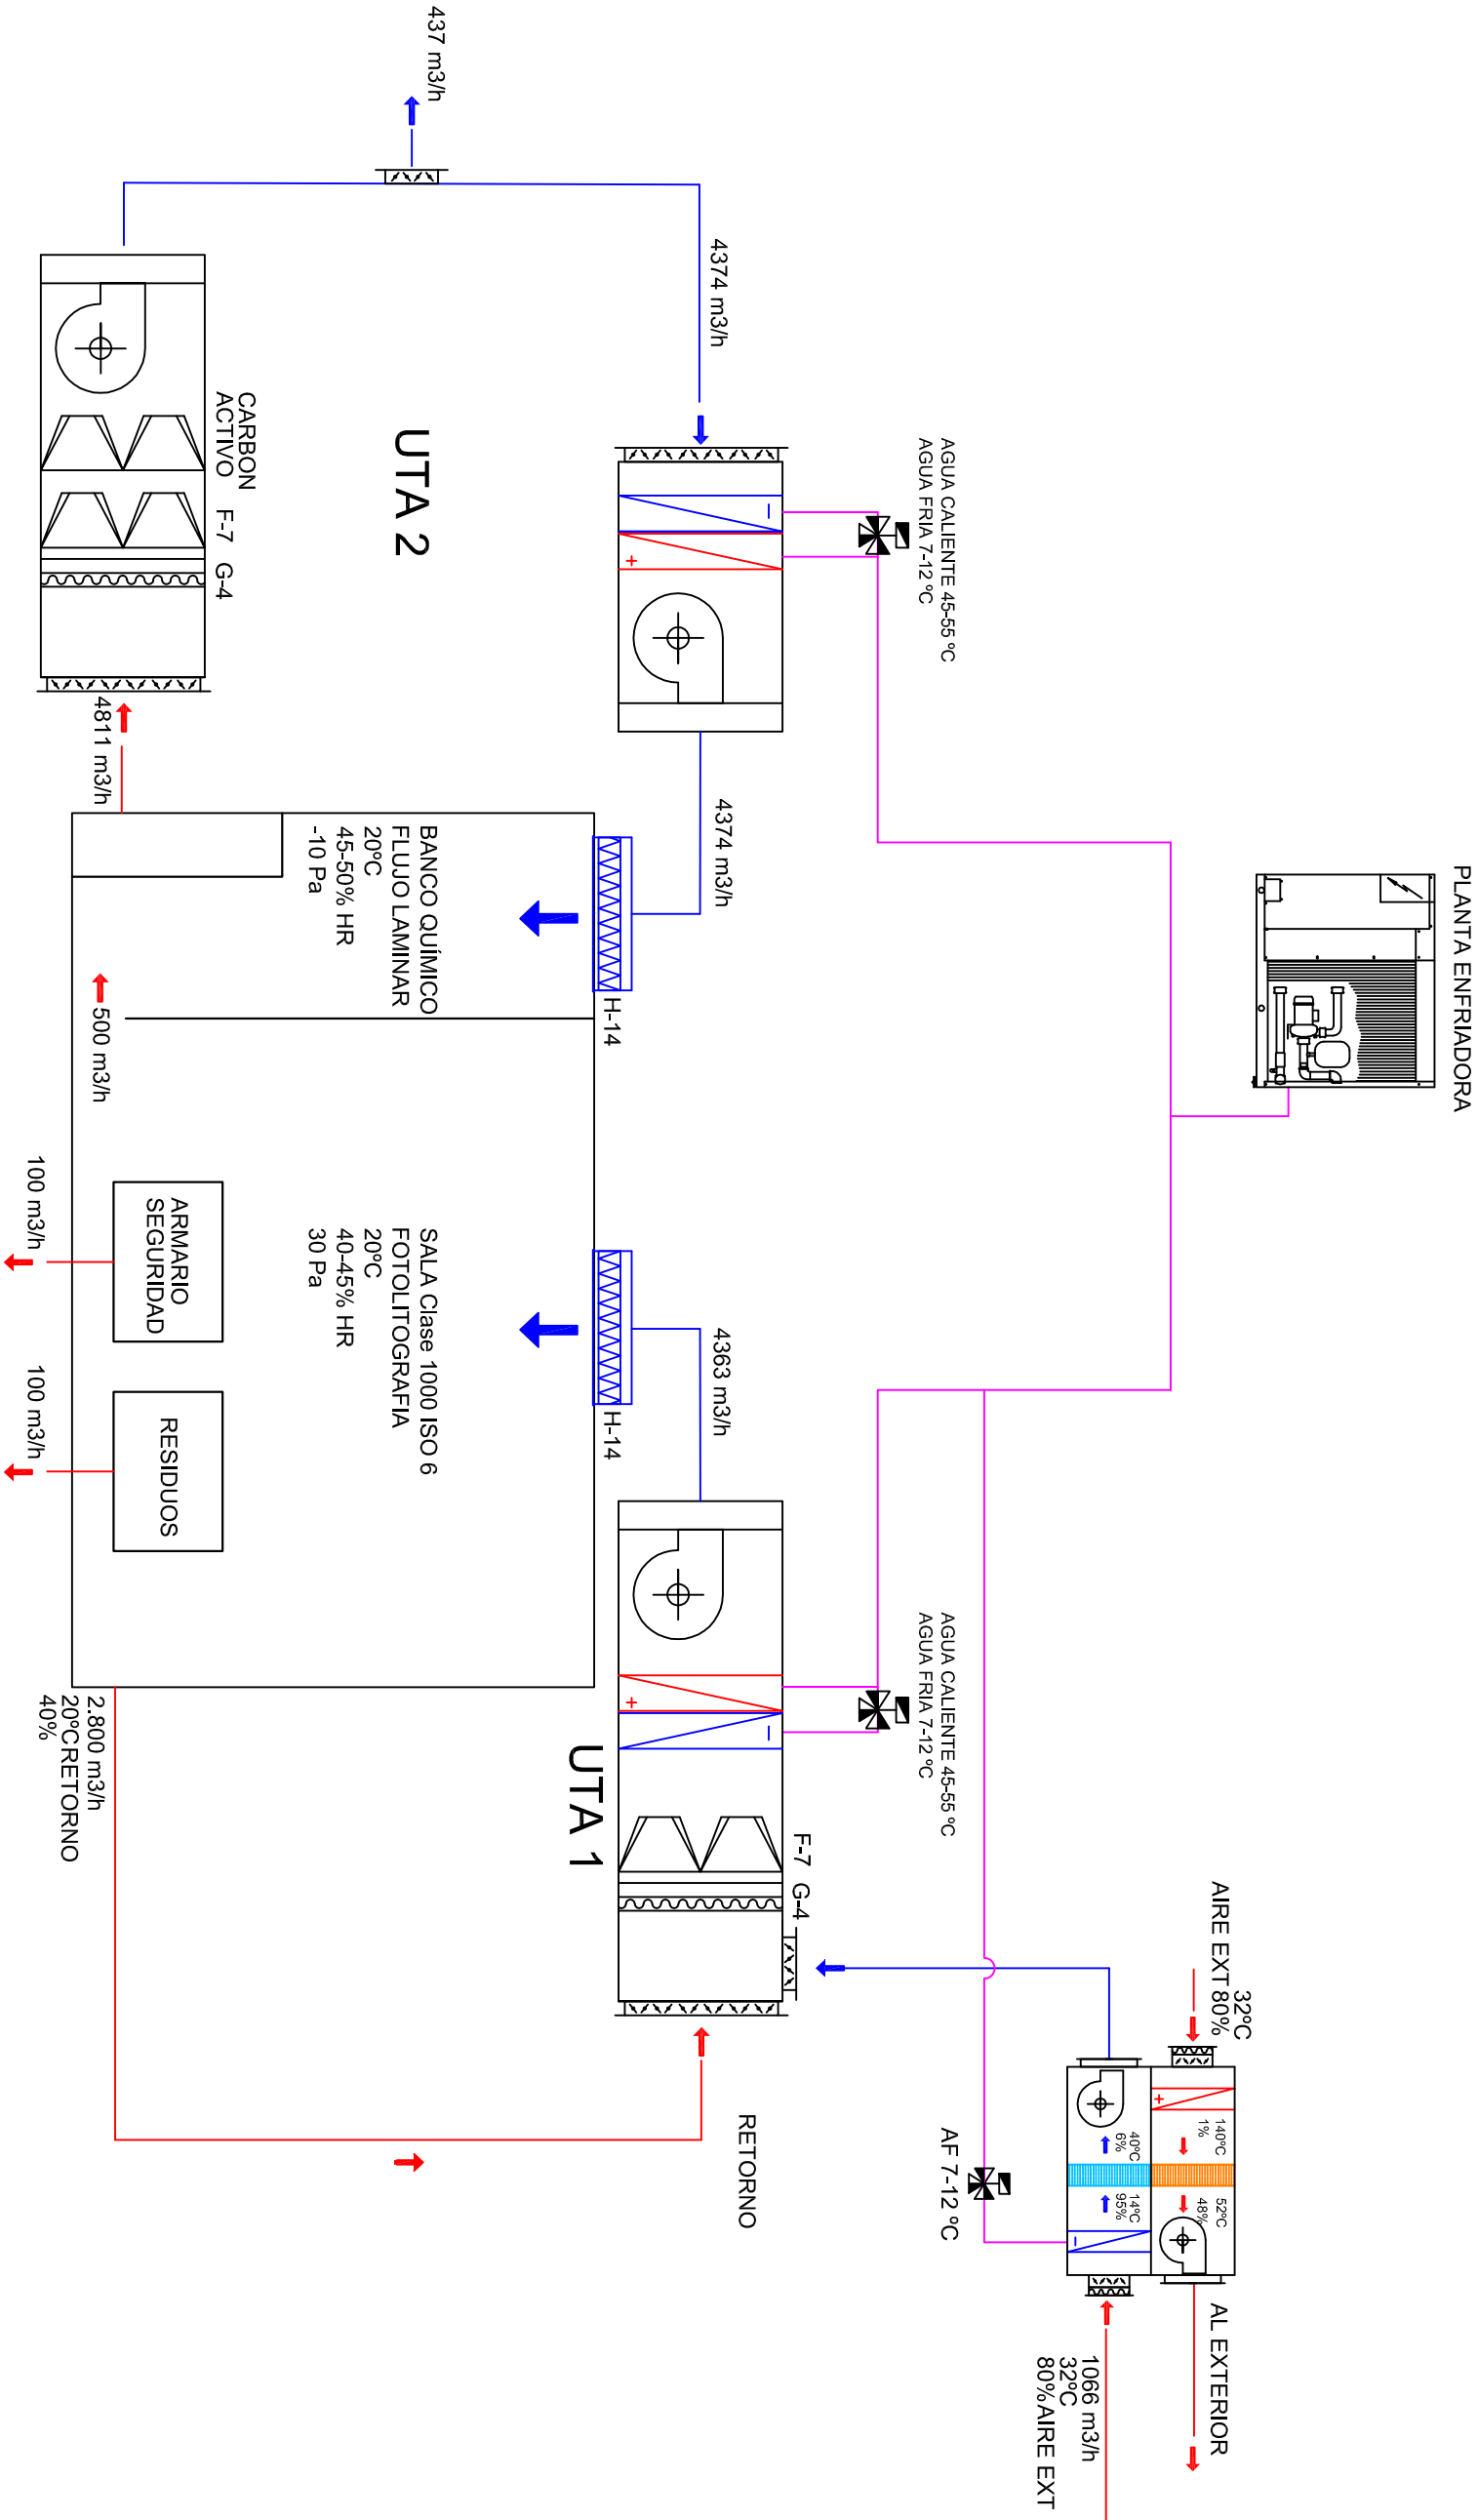 PLANTA ENFRIADORA
AGUA CALIENTE 45-55 ºC
AGUA FRIA 7-12 ºC
AGUA CALIENTE 45-55 ºC
AGUA FRIA 7-12 ºC
437 m3/h
4374 m3/h
4374 m3/h
4363 m3/h
H-14
H-14
UTA 2
CARBON
ACTIVO
F-7
G-4
4811 m3/h
BANCO QUÍMICO
FLUJO LAMINAR
20ºC
45-50% HR
-10 Pa
500 m3/h
SALA Clase 1000 ISO 6
FOTOLITOGRAFIA
20ºC
40-45% HR
30 Pa
ARMARIO
SEGURIDAD
RESIDUOS
100 m3/h
100 m3/h
2.800 m3/h
20ºC RETORNO
40%
UTA 1
F-7
G-4
RETORNO
32ºC
AIRE EXT 80%
140ºC
1%
52ºC
48%
40ºC
6%
14ºC
95%
AF 7-12 ºC
AL EXTERIOR
1066 m3/h
32ºC
80% AIRE EXT
+
−
+
−
+
−